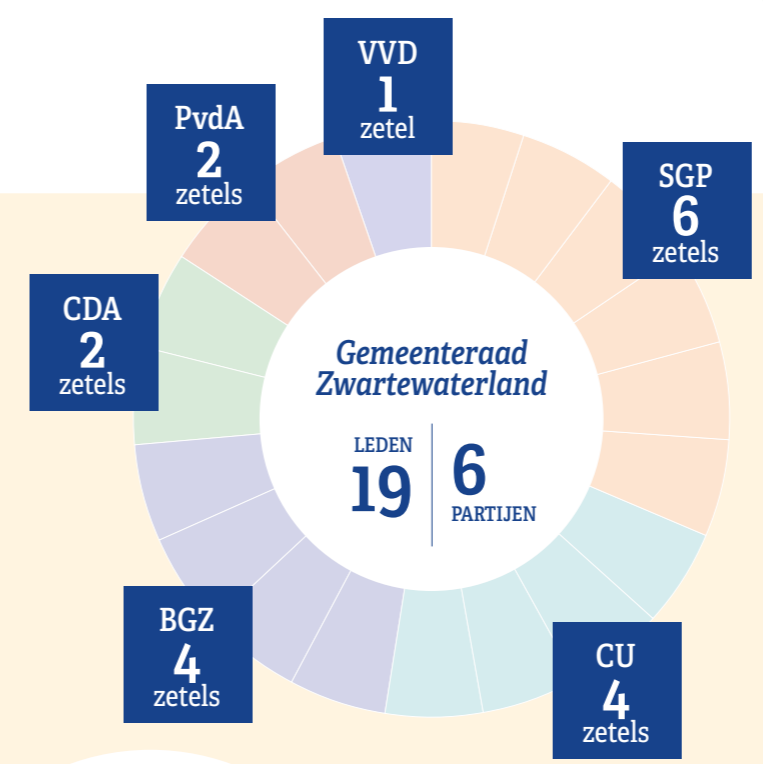 VVD
1
zetel
PvdA
2
zetels
SGP
6
zetels
CDA
2
zetels
Gemeenteraad
Zwartewaterland
LEDEN
19
6
PARTIJEN
BGZ
4
zetels
CU
4
zetels